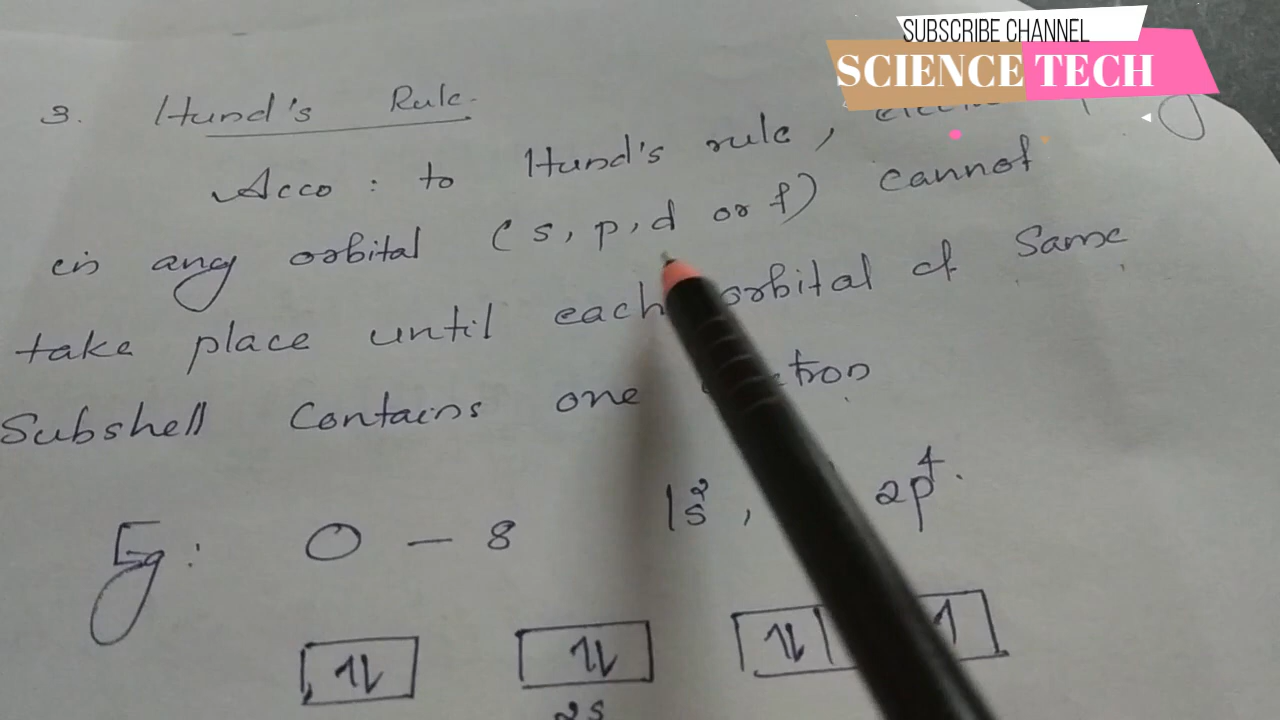 SUBSCRIBE CHANNEL
SCIENCE TECH
3. Hund's Rule.
Acco : to Hund's rule,
in any orbital (s, p, d or f) cannot
take place until each orbital of same
Subshell Contains one
Eg: O - 8 1s², 2p⁴.
⥮ ⥮ ⥮ 1
2s